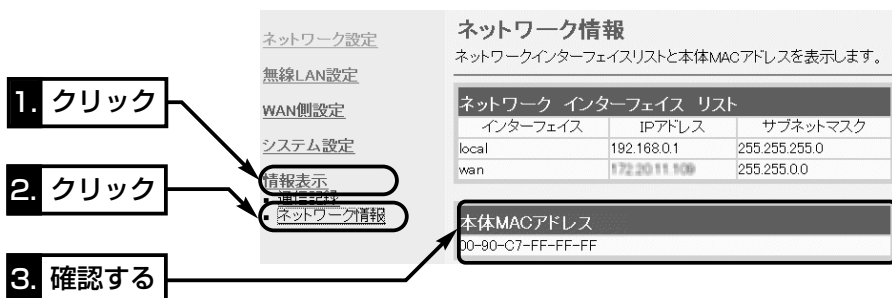 ネットワーク設定
無線LAN設定
WAN側設定
システム設定
情報表示
通信記録
ネットワーク情報
1. クリック
2. クリック
3. 確認する
ネットワーク情報
ネットワークインターフェイスリストと本体MACアドレスを表示します。
ネットワーク インターフェイス リスト
インターフェイス IPアドレス サブネットマスク
local 192.168.0.1 255.255.255.0
wan 255.255.0.0
本体MACアドレス
00-90-C7-FF-FF-FF